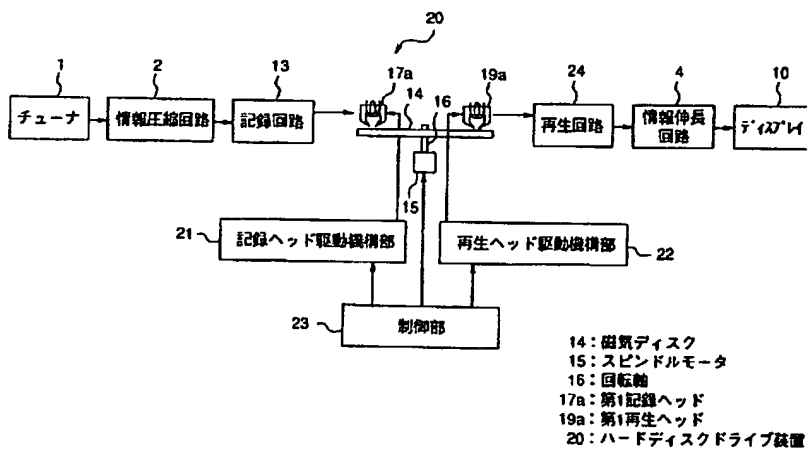 20
1
2
13
17a
14
16
19a
24
4
10
チューナ
情報圧縮回路
記録回路
再生回路
情報伸長
回路
ディスプレイ
15
21
記録ヘッド駆動機構部
再生ヘッド駆動機構部
22
23
制御部
14:磁気ディスク
15:スピンドルモータ
16:回転軸
17a:第1記録ヘッド
19a:第1再生ヘッド
20:ハードディスクドライブ装置